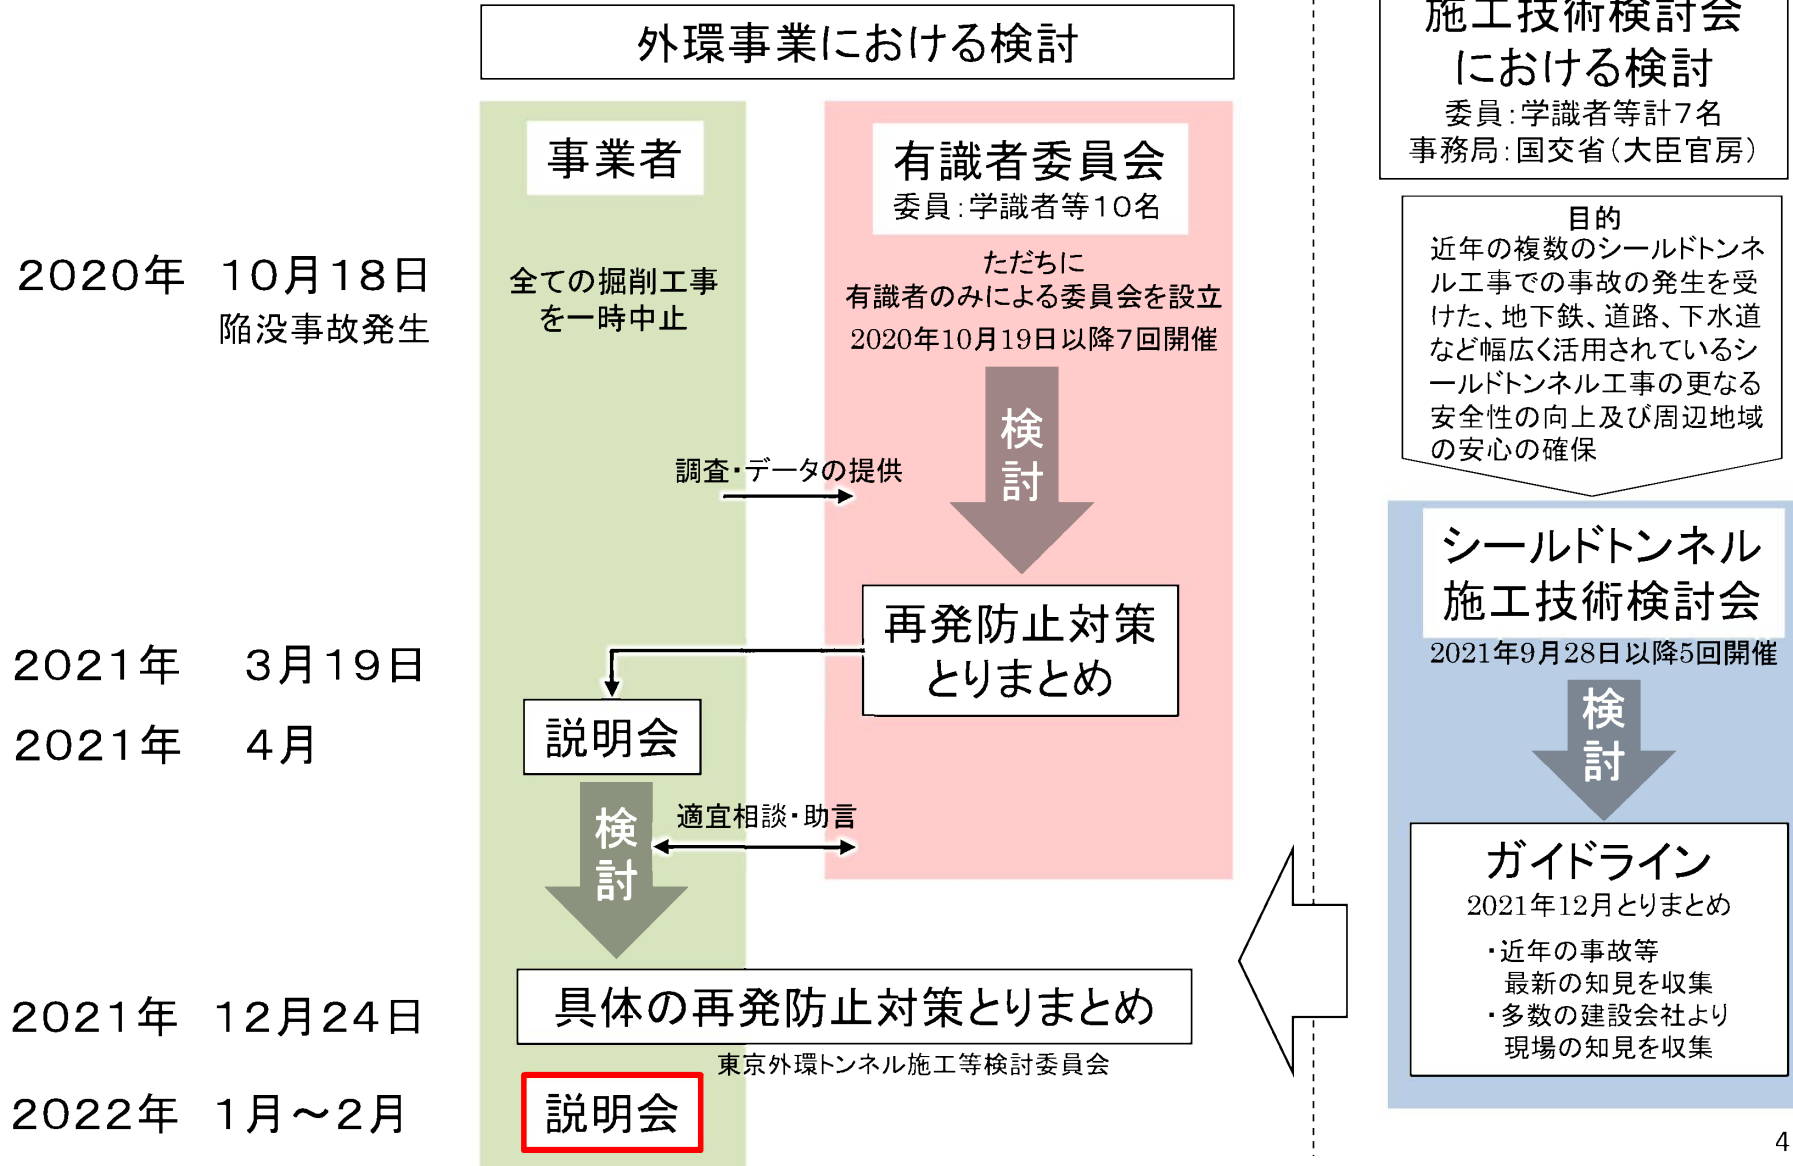 外環事業における検討
事業者
有識者委員会
委員:学識者等10名
2020年 10月18日
陥没事故発生
全ての掘削工事
を一時中止
ただちに
有識者のみによる委員会を設立
2020年10月19日以降7回開催
検討
調査・データの提供
再発防止対策
とりまとめ
2021年 3月19日
2021年 4月
説明会
検討
適宜相談・助言
2021年 12月24日
具体の再発防止対策とりまとめ
東京外環トンネル施工等検討委員会
2022年 1月～2月
説明会
施工技術検討会
における検討
委員:学識者等計7名
事務局:国交省(大臣官房)
目的
近年の複数のシールドトンネ
ル工事での事故の発生を受
けた、地下鉄、道路、下水道
など幅広く活用されているシ
ールドトンネル工事の更なる
安全性の向上及び周辺地域
の安心の確保
シールドトンネル
施工技術検討会
2021年9月28日以降5回開催
検討
ガイドライン
2021年12月とりまとめ
・近年の事故等
最新の知見を収集
・多数の建設会社より
現場の知見を収集
4